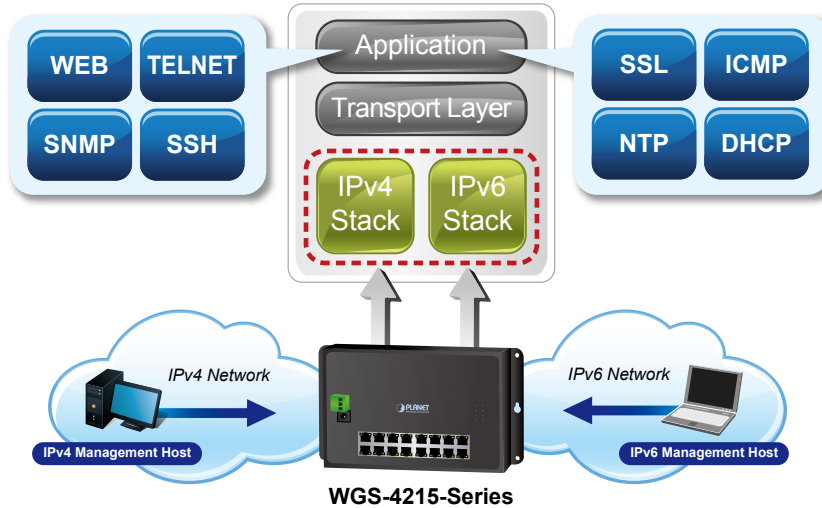 Application
Transport Layer
IPv4
Stack
IPv6
Stack
WEB
TELNET
SNMP
SSH
SSL
ICMP
NTP
DHCP
IPv4 Network
IPv4 Management Host
PLANET
IPv6 Network
IPv6 Management Host
WGS-4215-Series